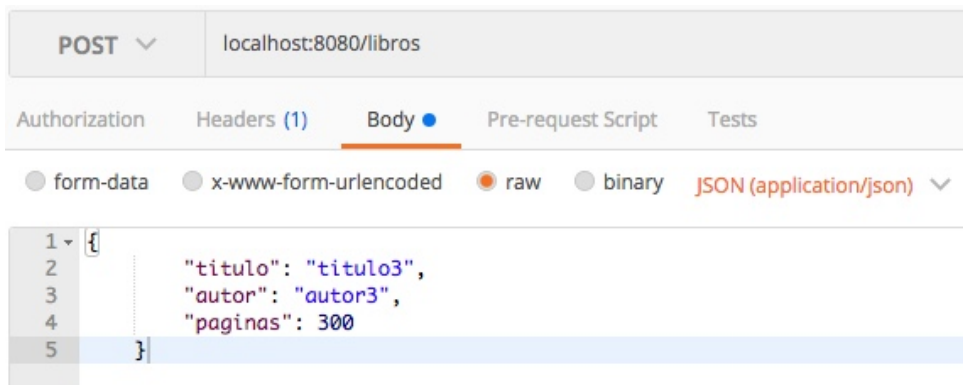 POST localhost:8080/libros
Authorization Headers (1) Body Pre-request Script Tests
form-data x-www-form-urlencoded raw binary JSON (application/json)
1 {
2 "titulo": "titulo3",
3 "autor": "autor3",
4 "paginas": 300
5 }